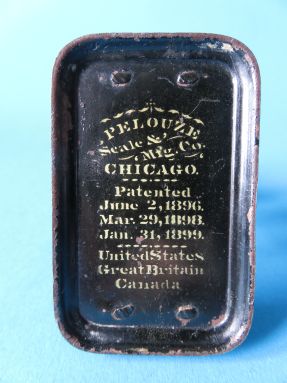 PELOUZE
Scale & Mfg. Co.
CHICAGO.
Patented
June 2, 1896.
Mar. 29, 1898.
Jan. 31, 1899.
United States
Great Britain
Canada